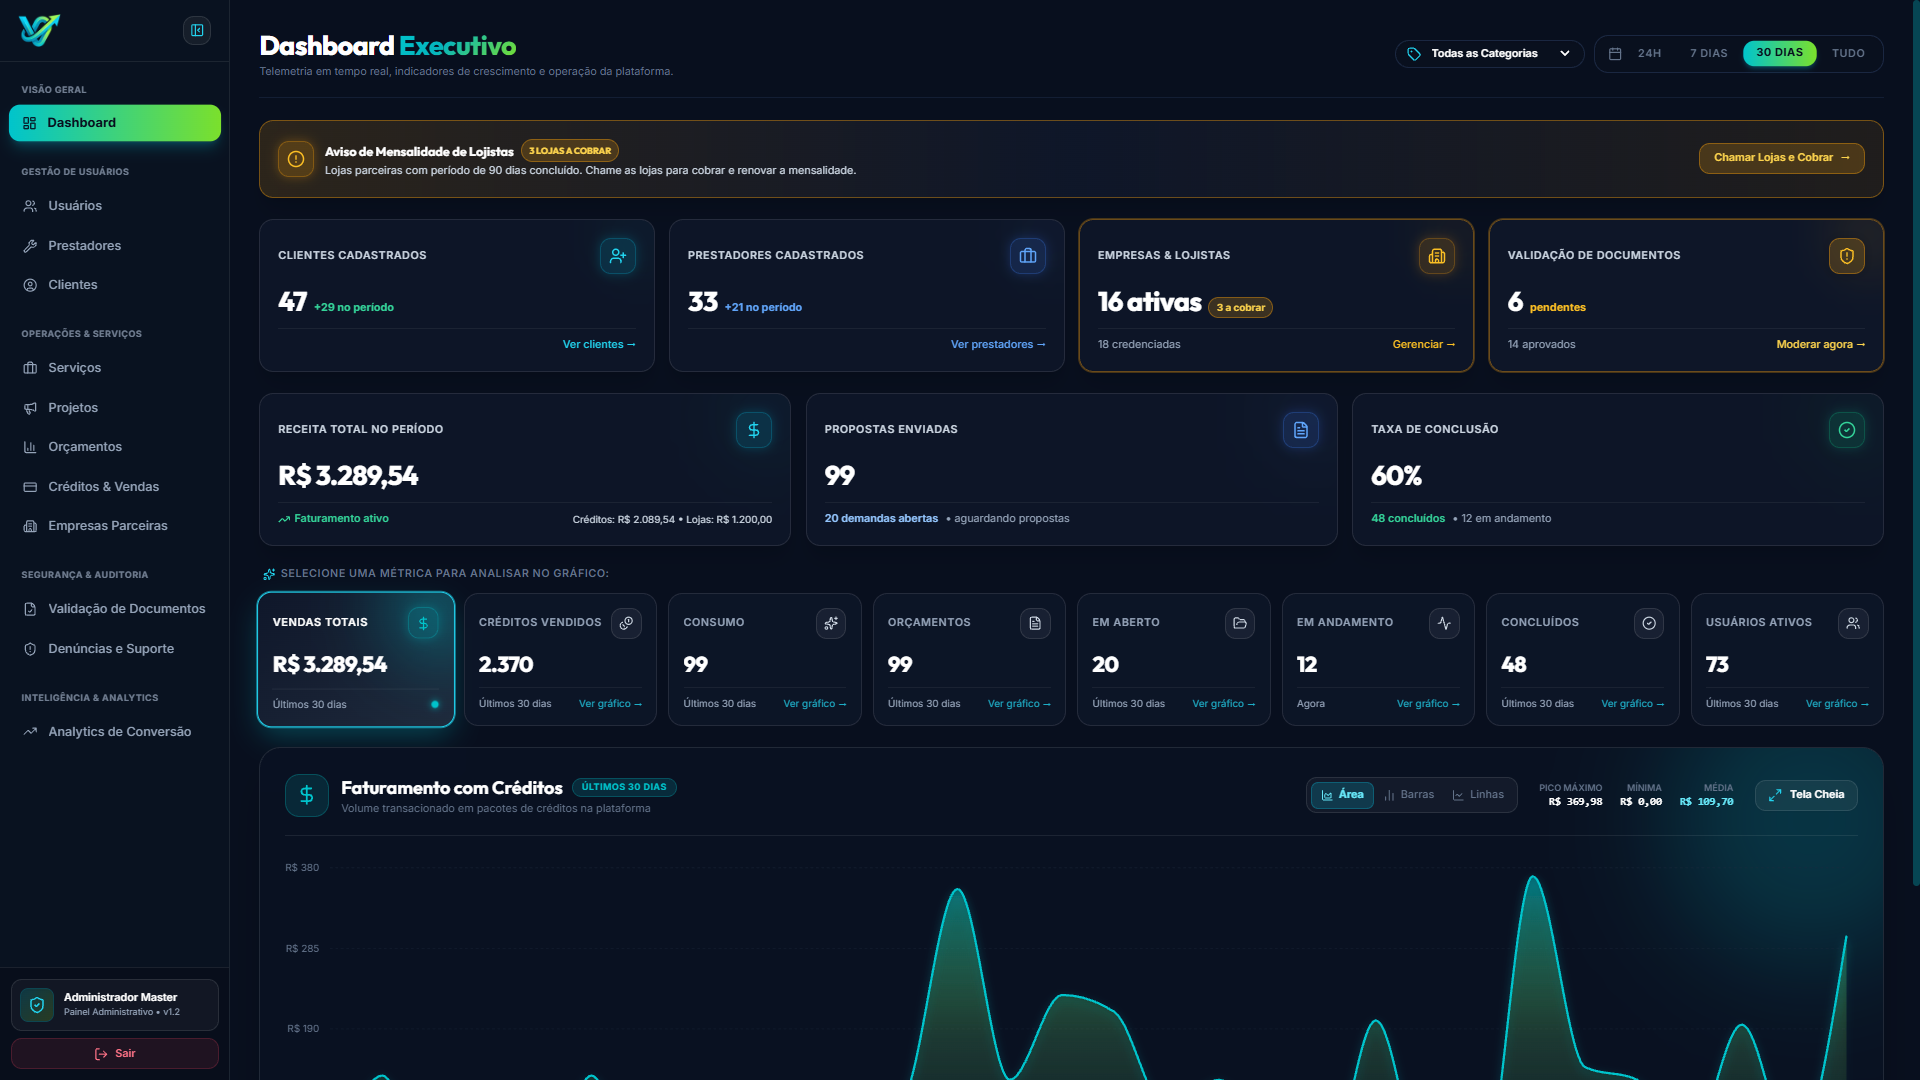 VISÃO GERAL
Dashboard
GESTÃO DE USUÁRIOS
Usuários
Prestadores
Clientes
OPERAÇÕES & SERVIÇOS
Serviços
Projetos
Orçamentos
Créditos & Vendas
Empresas Parceiras
SEGURANÇA & AUDITORIA
Validação de Documentos
Denúncias e Suporte
INTELIGÊNCIA & ANALYTICS
Analytics de Conversão
Administrador Master
Painel Administrativo • v1.2
Sair
Dashboard Executivo
Telemetria em tempo real, indicadores de crescimento e operação da plataforma.
Todas as Categorias
24H 7 DIAS 30 DIAS TUDO
Aviso de Mensalidade de Lojistas 3 LOJAS A COBRAR
Lojas parceiras com período de 90 dias concluído. Chame as lojas para cobrar e renovar a mensalidade.
Chamar Lojas e Cobrar →
CLIENTES CADASTRADOS
47 +29 no período
Ver clientes →
PRESTADORES CADASTRADOS
33 +21 no período
Ver prestadores →
EMPRESAS & LOJISTAS
16 ativas 3 a cobrar
18 credenciadas Gerenciar →
VALIDAÇÃO DE DOCUMENTOS
6 pendentes
14 aprovados Moderar agora →
RECEITA TOTAL NO PERÍODO
R$ 3.289,54
Faturamento ativo Créditos: R$ 2.089,54 • Lojas: R$ 1.200,00
PROPOSTAS ENVIADAS
99
20 demandas abertas • aguardando propostas
TAXA DE CONCLUSÃO
60%
48 concluídos • 12 em andamento
SELECIONE UMA MÉTRICA PARA ANALISAR NO GRÁFICO:
VENDAS TOTAIS
R$ 3.289,54
Últimos 30 dias
CRÉDITOS VENDIDOS
2.370
Últimos 30 dias Ver gráfico →
CONSUMO
99
Últimos 30 dias Ver gráfico →
ORÇAMENTOS
99
Últimos 30 dias Ver gráfico →
EM ABERTO
20
Últimos 30 dias Ver gráfico →
EM ANDAMENTO
12
Agora Ver gráfico →
CONCLUÍDOS
48
Últimos 30 dias Ver gráfico →
USUÁRIOS ATIVOS
73
Últimos 30 dias Ver gráfico →
Faturamento com Créditos ÚLTIMOS 30 DIAS
Volume transacionado em pacotes de créditos na plataforma
Área Barras Linhas
PICO MÁXIMO MÍNIMA MÉDIA
R$ 369,98 R$ 0,00 R$ 109,70
Tela Cheia
R$ 380
R$ 285
R$ 190